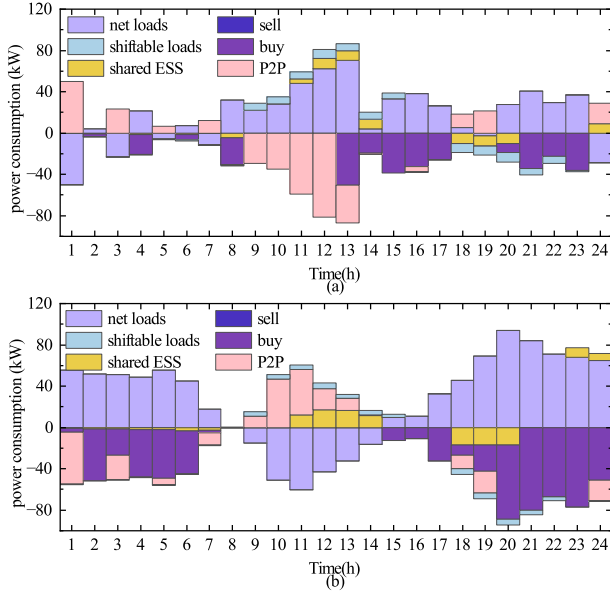 120
80
40
0
−40
−80
power consumption (kW)
net loads
sell
shiftable loads
buy
shared ESS
P2P
1 2 3 4 5 6 7 8 9 10 11 12 13 14 15 16 17 18 19 20 21 22 23 24
Time(h)
(a)
120
80
40
0
−40
−80
power consumption (kW)
net loads
sell
shiftable loads
buy
shared ESS
P2P
1 2 3 4 5 6 7 8 9 10 11 12 13 14 15 16 17 18 19 20 21 22 23 24
Time(h)
(b)